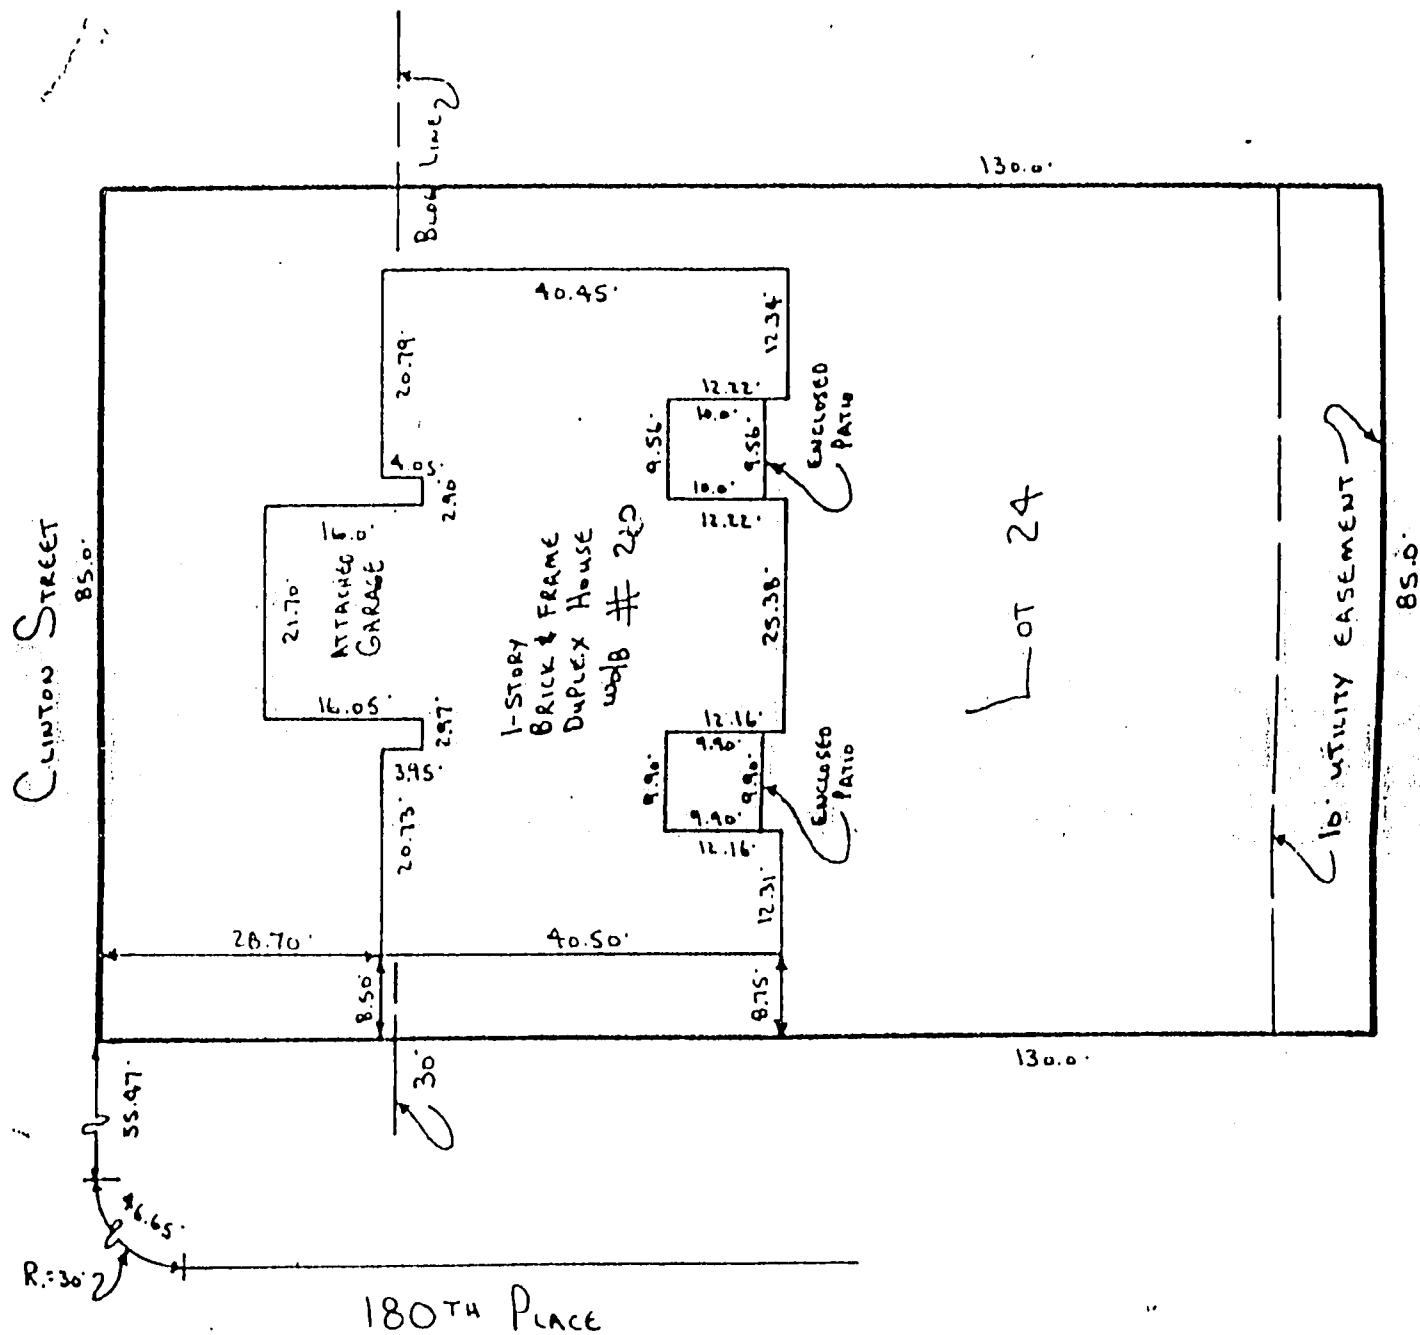 130.0'
BLDG LINE
40.45'
12.34'
20.79'
12.22'
10.0'
9.56'
9.56'
ENCLOSED
PATIO
10.0'
12.22'
4.05'
2.90'
CLINTON STREET
85.0'
16.0'
21.70'
ATTACHED
GARAGE
16.05'
2.97'
3.95'
1-STORY
BRICK & FRAME
DUPLEX HOUSE
25.38'
LOT 24
10' UTILITY EASEMENT
85.0'
12.16'
9.90'
9.90'
9.90'
ENCLOSED
PATIO
9.90'
12.16'
20.73'
12.31'
28.70'
40.50'
8.50'
8.75'
30'
130.0'
R.=30'
180TH PLACE